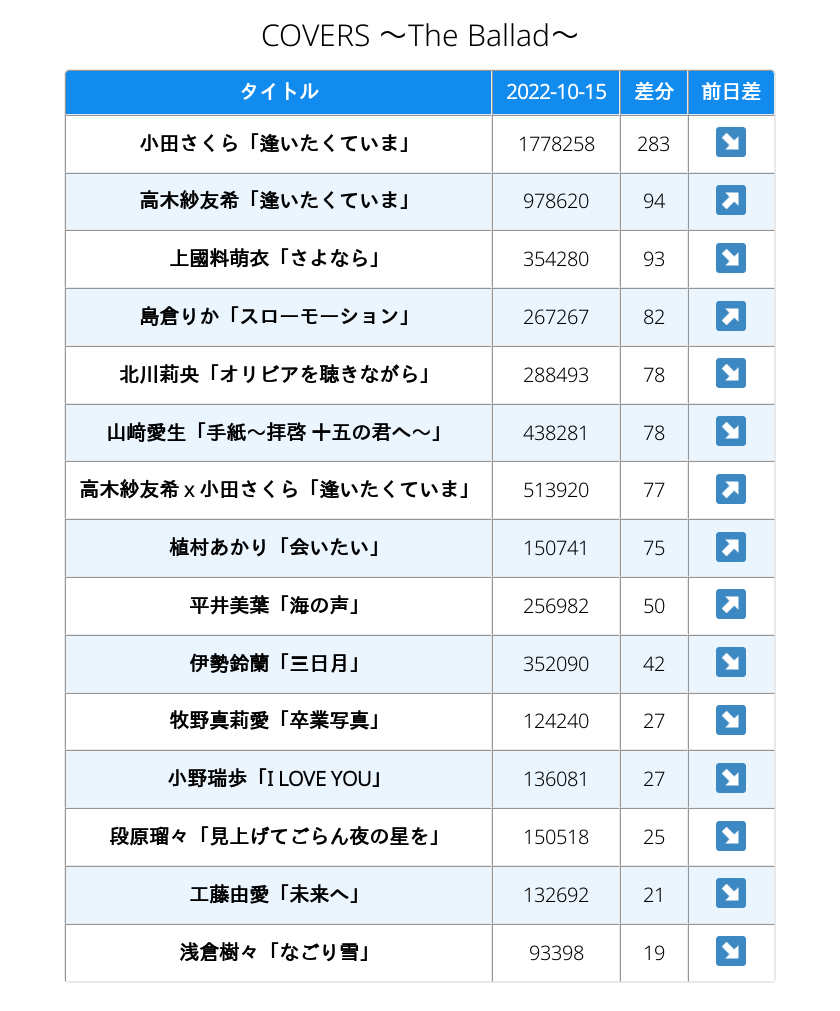 COVERS ～The Ballad～
タイトル 2022-10-15 差分 前日差
小田さくら「逢いたくていま」 1778258 283 ↘
高木紗友希「逢いたくていま」 978620 94 ↗
上國料萌衣「さよなら」 354280 93 ↘
島倉りか「スローモーション」 267267 82 ↗
北川莉央「オリビアを聴きながら」 288493 78 ↘
山﨑愛生「手紙～拝啓 十五の君へ～」 438281 78 ↘
高木紗友希 x 小田さくら「逢いたくていま」 513920 77 ↗
植村あかり「会いたい」 150741 75 ↗
平井美葉「海の声」 256982 50 ↗
伊勢鈴蘭「三日月」 352090 42 ↘
牧野真莉愛「卒業写真」 124240 27 ↘
小野瑞歩「I LOVE YOU」 136081 27 ↘
段原瑠々「見上げてごらん夜の星を」 150518 25 ↘
工藤由愛「未来へ」 132692 21 ↘
浅倉樹々「なごり雪」 93398 19 ↘